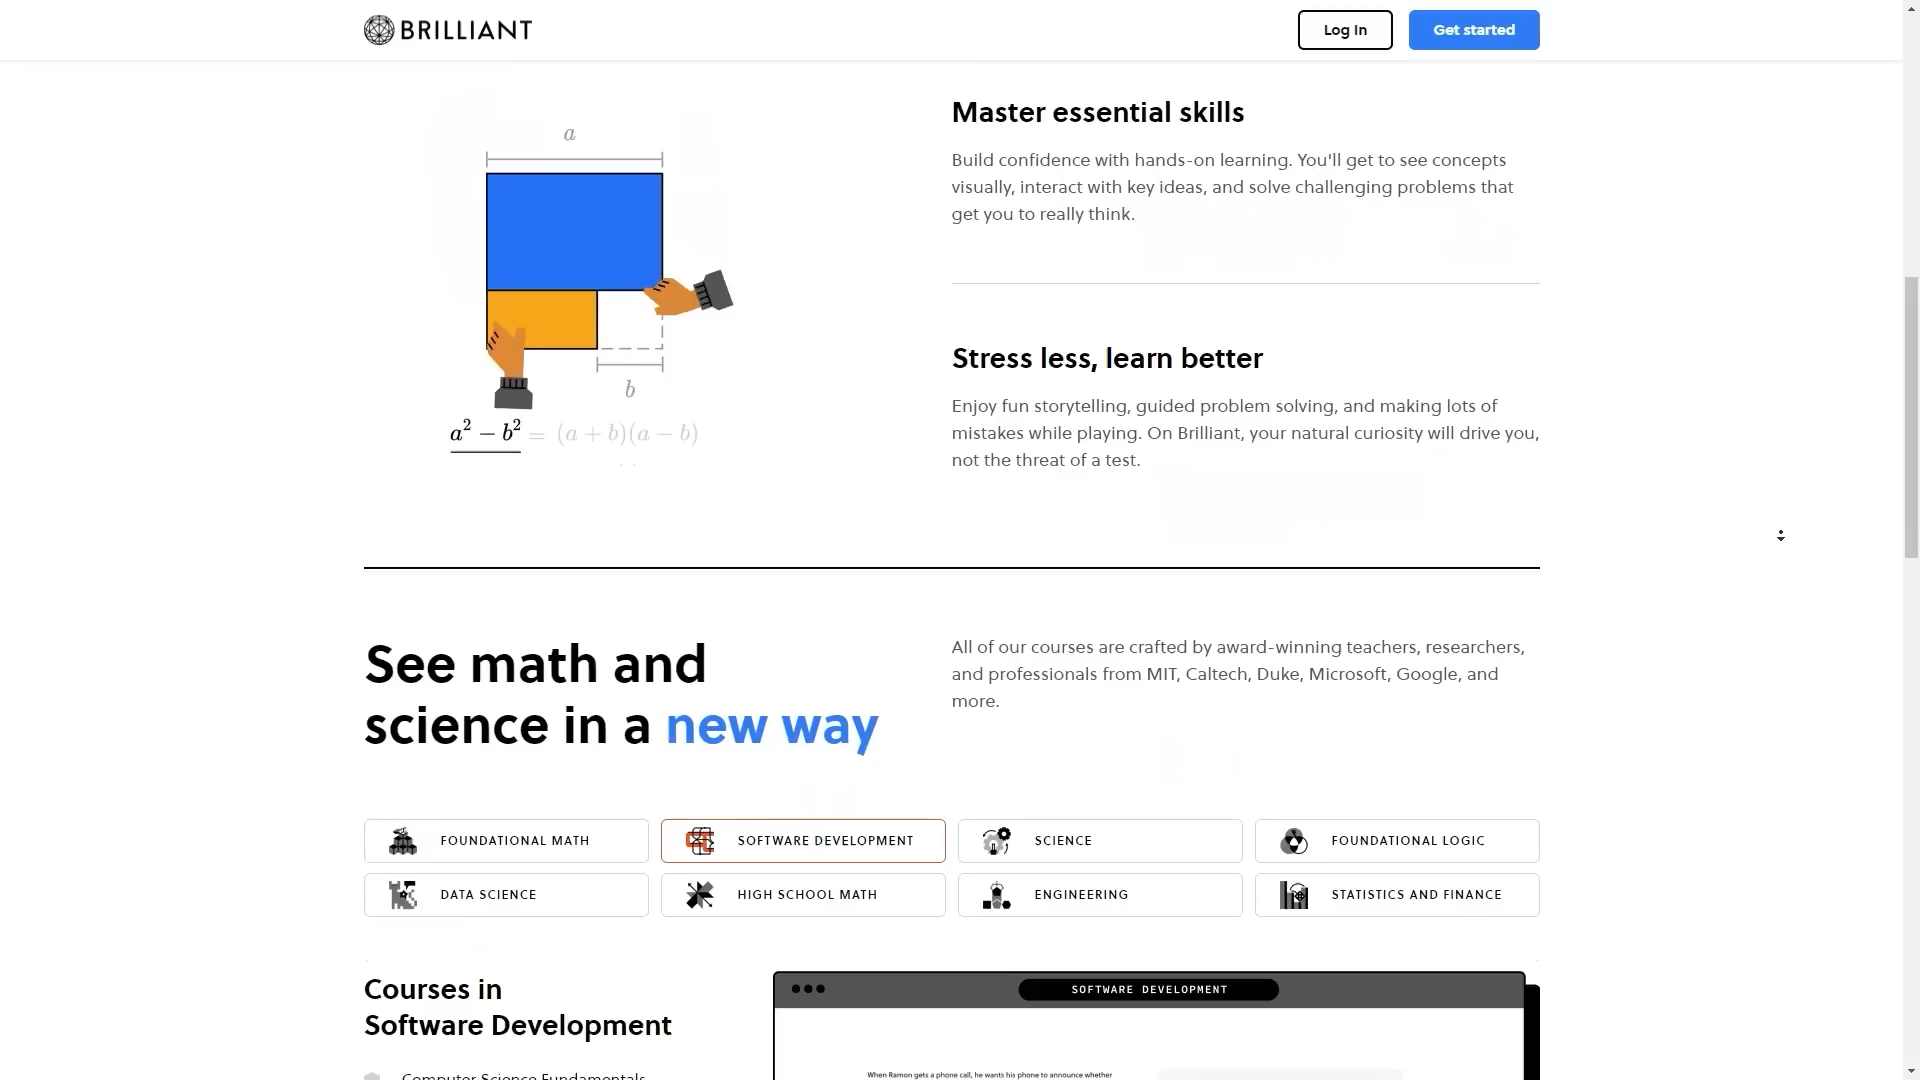 BRILLIANT
Log In
Get started
a
b
a² − b² = (a + b)(a − b)
Master essential skills
Build confidence with hands-on learning. You'll get to see concepts
visually, interact with key ideas, and solve challenging problems that
get you to really think.
Stress less, learn better
Enjoy fun storytelling, guided problem solving, and making lots of
mistakes while playing. On Brilliant, your natural curiosity will drive you,
not the threat of a test.
See math and
science in a new way
All of our courses are crafted by award-winning teachers, researchers,
and professionals from MIT, Caltech, Duke, Microsoft, Google, and
more.
FOUNDATIONAL MATH
SOFTWARE DEVELOPMENT
SCIENCE
FOUNDATIONAL LOGIC
DATA SCIENCE
HIGH SCHOOL MATH
ENGINEERING
STATISTICS AND FINANCE
Courses in
Software Development
Computer Science Fundamentals
SOFTWARE DEVELOPMENT
When Ramon gets a phone call, he wants his phone to announce whether